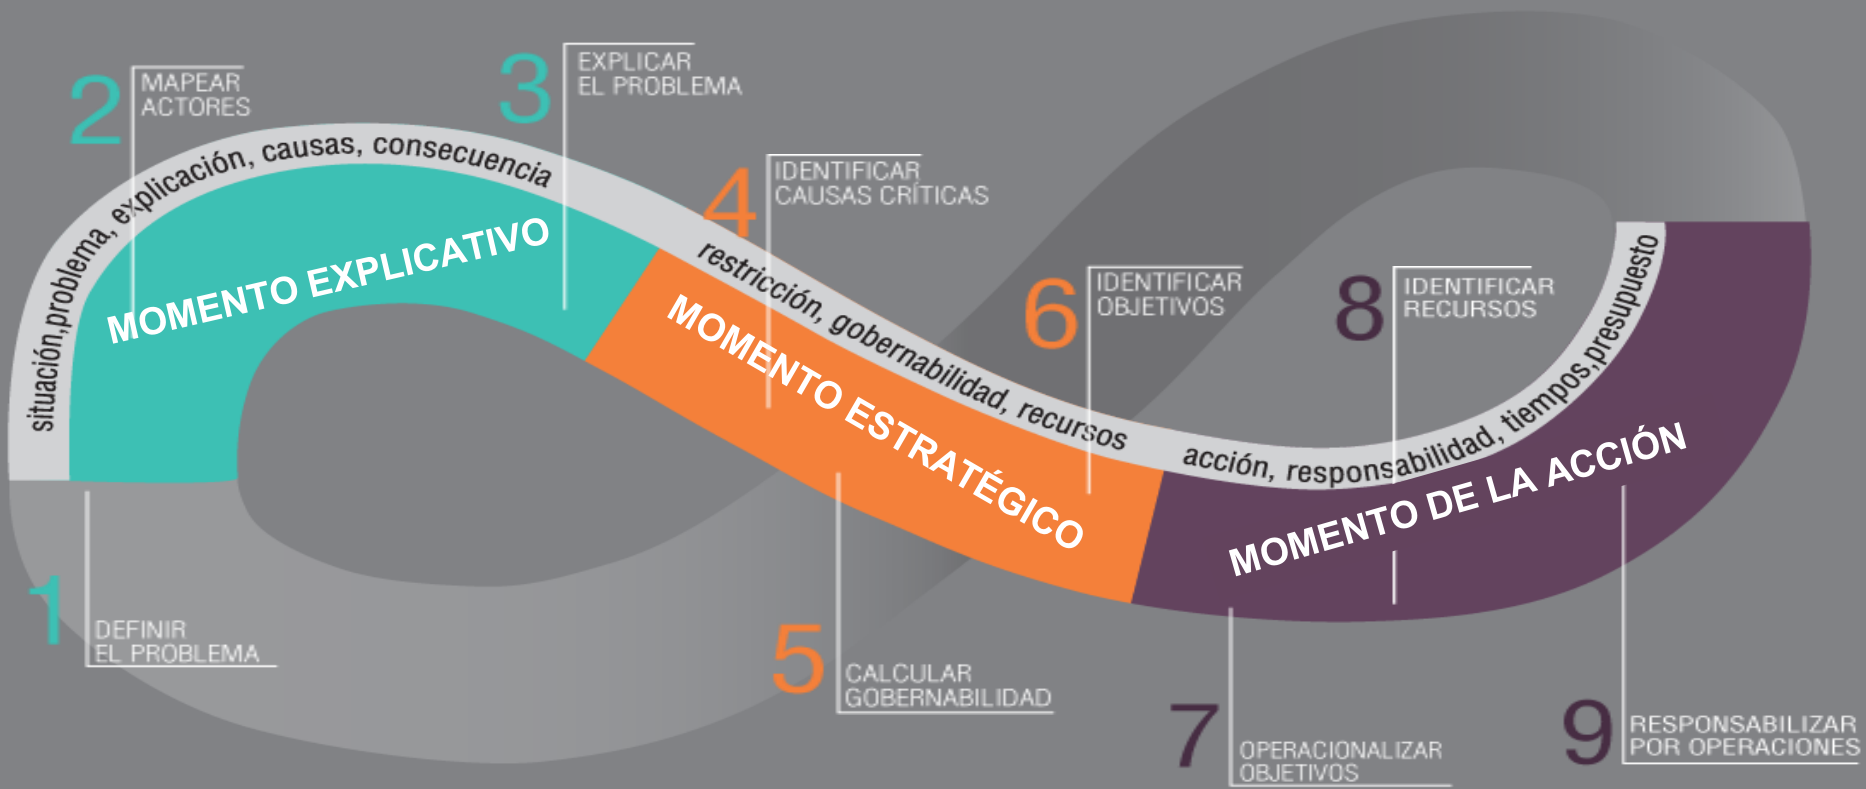 2
MAPEAR
ACTORES
3
EXPLICAR
EL PROBLEMA
situación,problema, explicación, causas, consecuencia
MOMENTO EXPLICATIVO
1
DEFINIR
EL PROBLEMA
4
IDENTIFICAR
CAUSAS CRÍTICAS
restricción, gobernabilidad, recursos
MOMENTO ESTRATÉGICO
5
CALCULAR
GOBERNABILIDAD
6
IDENTIFICAR
OBJETIVOS
8
IDENTIFICAR
RECURSOS
acción, responsabilidad, tiempos,presupuesto
MOMENTO DE LA ACCIÓN
7
OPERACIONALIZAR
OBJETIVOS
9
RESPONSABILIZAR
POR OPERACIONES